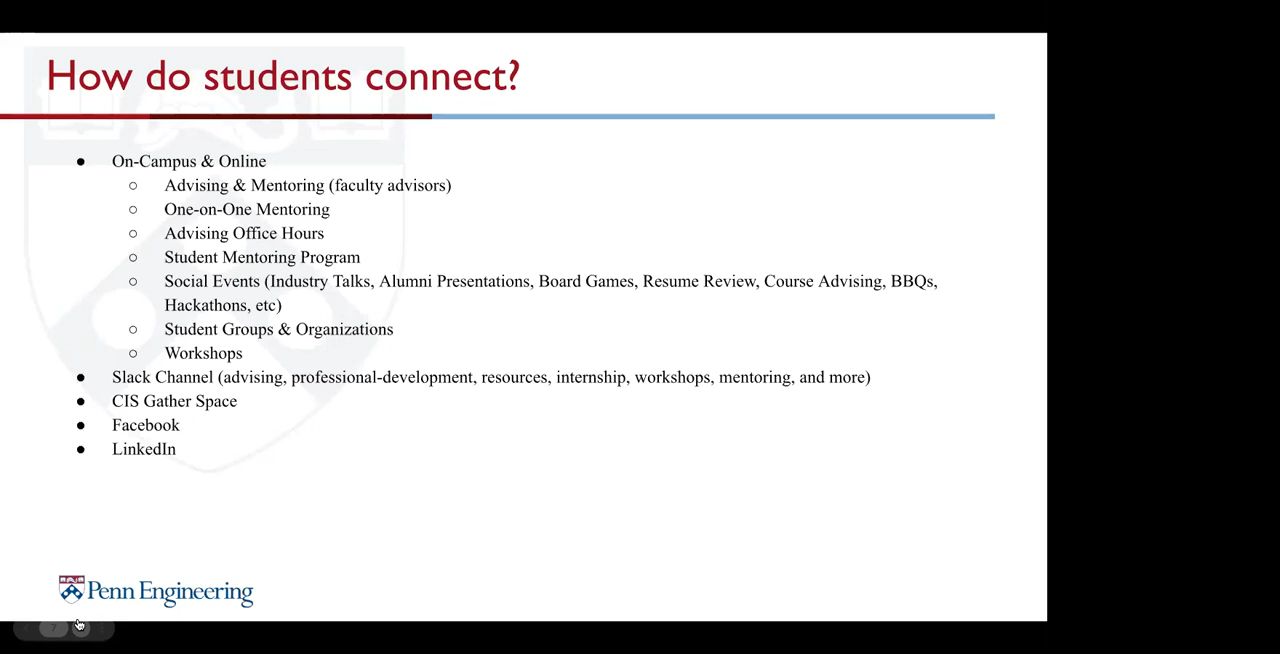 How do students connect?
● On-Campus & Online
○ Advising & Mentoring (faculty advisors)
○ One-on-One Mentoring
○ Advising Office Hours
○ Student Mentoring Program
○ Social Events (Industry Talks, Alumni Presentations, Board Games, Resume Review, Course Advising, BBQs,
Hackathons, etc)
○ Student Groups & Organizations
○ Workshops
● Slack Channel (advising, professional-development, resources, internship, workshops, mentoring, and more)
● CIS Gather Space
● Facebook
● LinkedIn
Penn Engineering
7